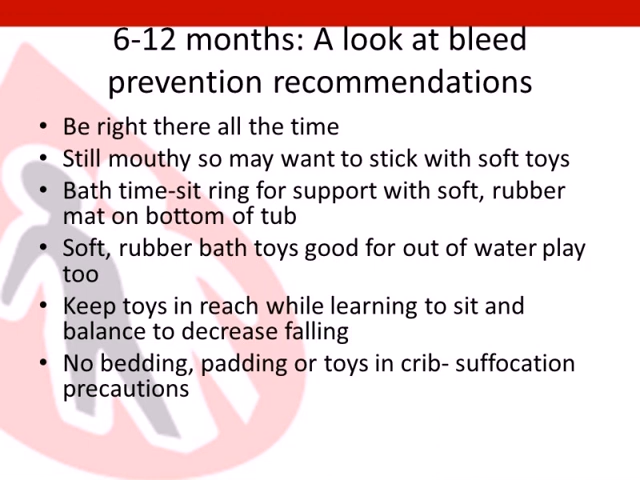 6-12 months: A look at bleed
prevention recommendations
• Be right there all the time
• Still mouthy so may want to stick with soft toys
• Bath time-sit ring for support with soft, rubber
mat on bottom of tub
• Soft, rubber bath toys good for out of water play
too
• Keep toys in reach while learning to sit and
balance to decrease falling
• No bedding, padding or toys in crib- suffocation
precautions